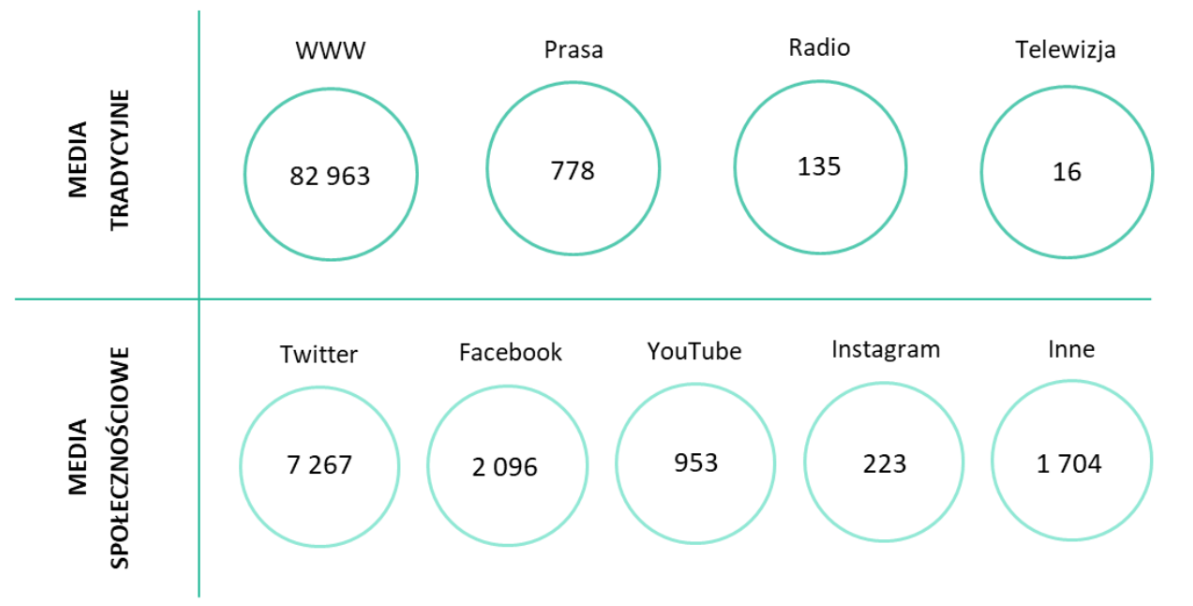 MEDIA
TRADYCYJNE
WWW
Prasa
Radio
Telewizja
82 963
778
135
16
MEDIA
SPOŁECZNOŚCIOWE
Twitter
Facebook
YouTube
Instagram
Inne
7 267
2 096
953
223
1 704